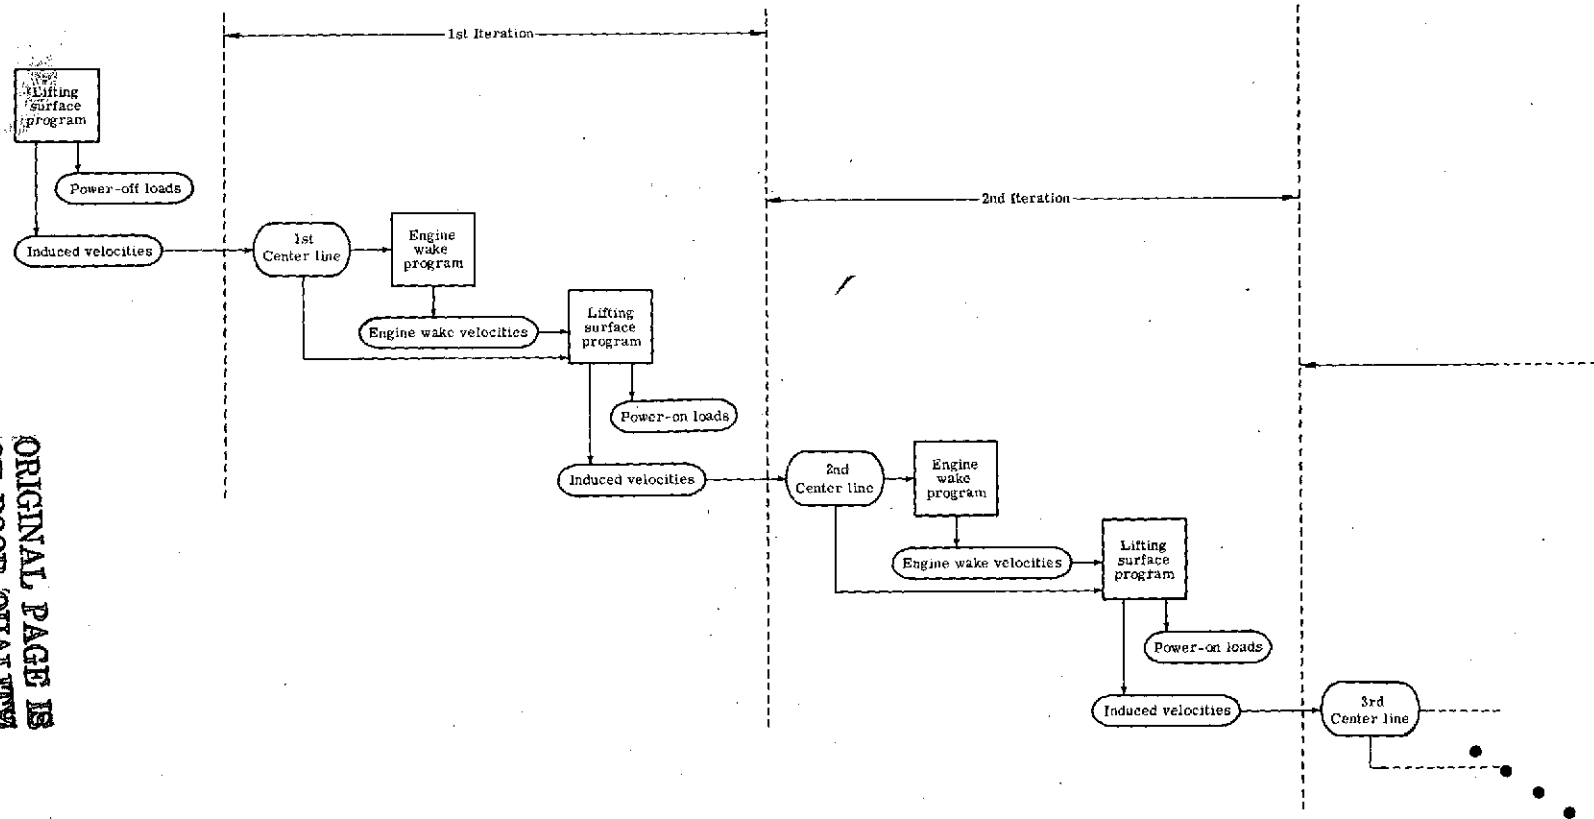 1st Iteration
Lifting
surface
program
Power-off loads
Induced velocities
1st
Center line
Engine
wake
program
Engine wake velocities
Lifting
surface
program
Power-on loads
Induced velocities
2nd Iteration
2nd
Center line
Engine
wake
program
Engine wake velocities
Lifting
surface
program
Power-on loads
Induced velocities
3rd
Center line
ORIGINAL PAGE IS